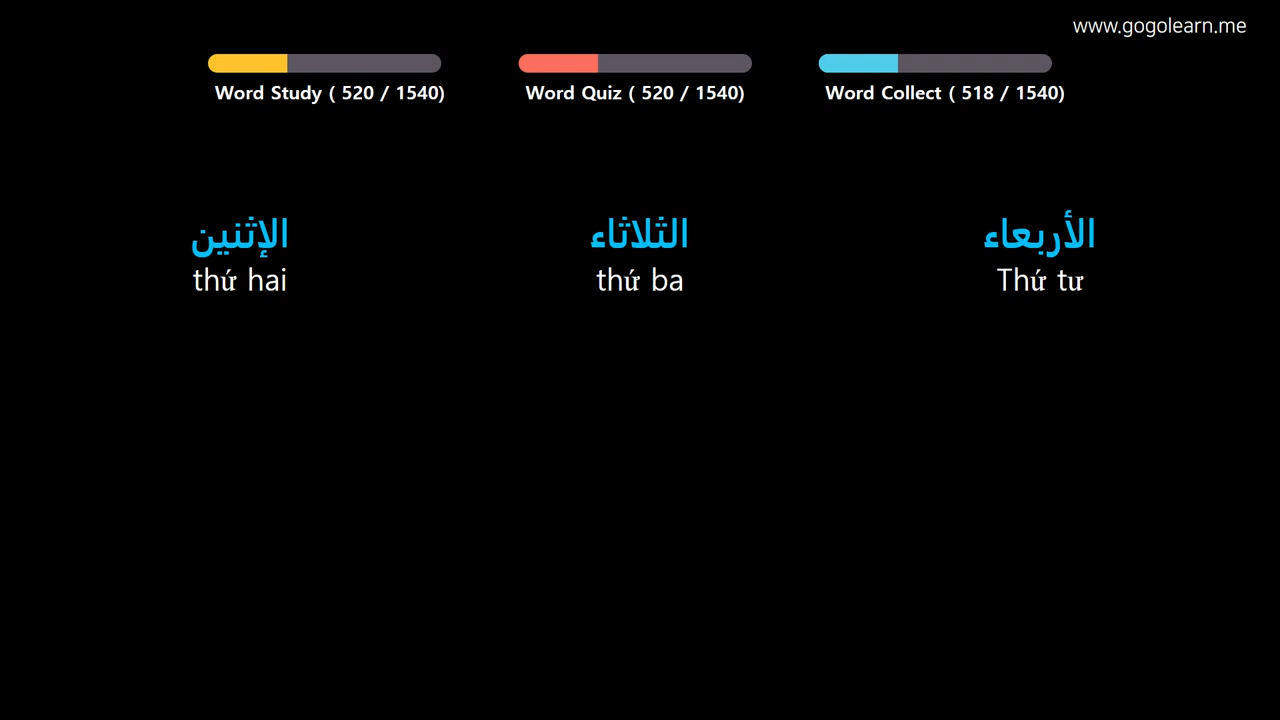 www.gogolearn.me
Word Study ( 520 / 1540)
Word Quiz ( 520 / 1540)
Word Collect ( 518 / 1540)
الإثنين
thứ hai
الثلاثاء
thứ ba
الأربعاء
Thứ tư